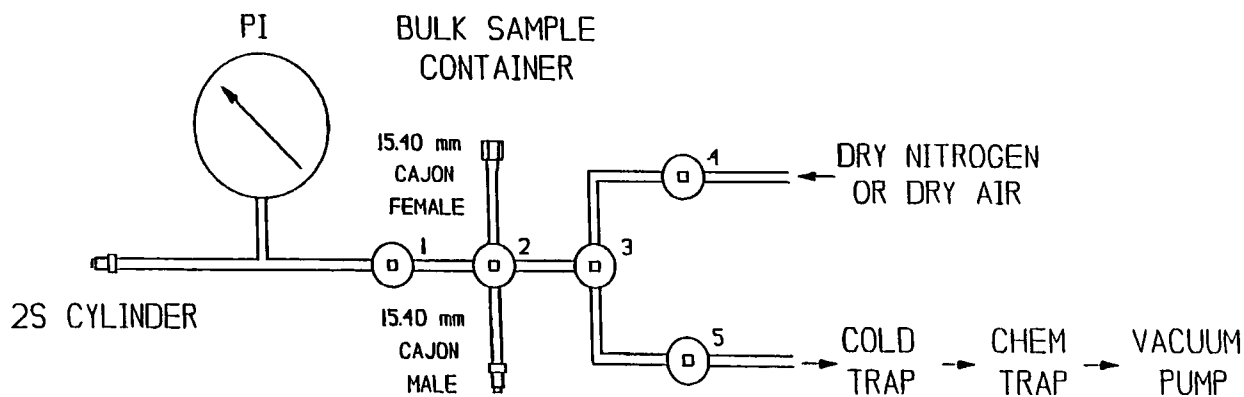 PI
BULK SAMPLE
CONTAINER
15.40 mm
CAJON
FEMALE
1
2
3
4
DRY NITROGEN
OR DRY AIR
2S CYLINDER
15.40 mm
CAJON
MALE
5
COLD
TRAP
CHEM
TRAP
VACUUM
PUMP